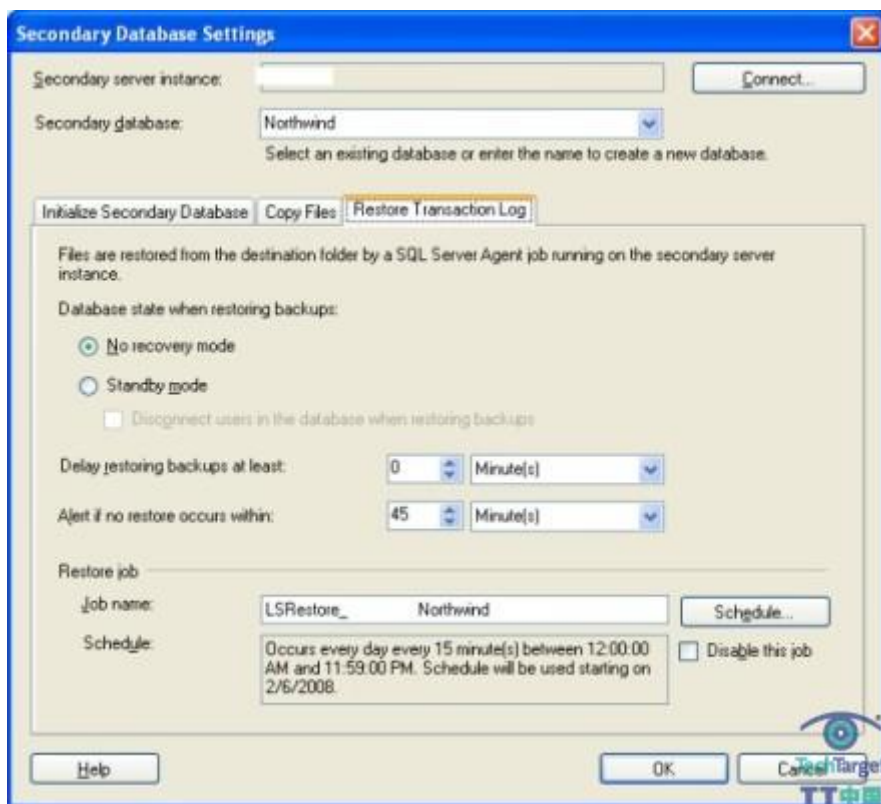 Secondary Database Settings
Secondary server instance:
Connect...
Secondary database:
Northwind
Select an existing database or enter the name to create a new database.
Initialize Secondary Database
Copy Files
Restore Transaction Log
Files are restored from the destination folder by a SQL Server Agent job running on the secondary server
instance.
Database state when restoring backups:
No recovery mode
Standby mode
Disconnect users in the database when restoring backups
Delay restoring backups at least:
0
Minute(s)
Alert if no restore occurs within:
45
Minute(s)
Restore job
Job name:
LSRestore_ Northwind
Schedule...
Schedule:
Occurs every day every 15 minute(s) between 12:00:00
AM and 11:59:00 PM. Schedule will be used starting on
2/6/2008.
Disable this job
Help
OK
Cancel
TechTarget
TT中国